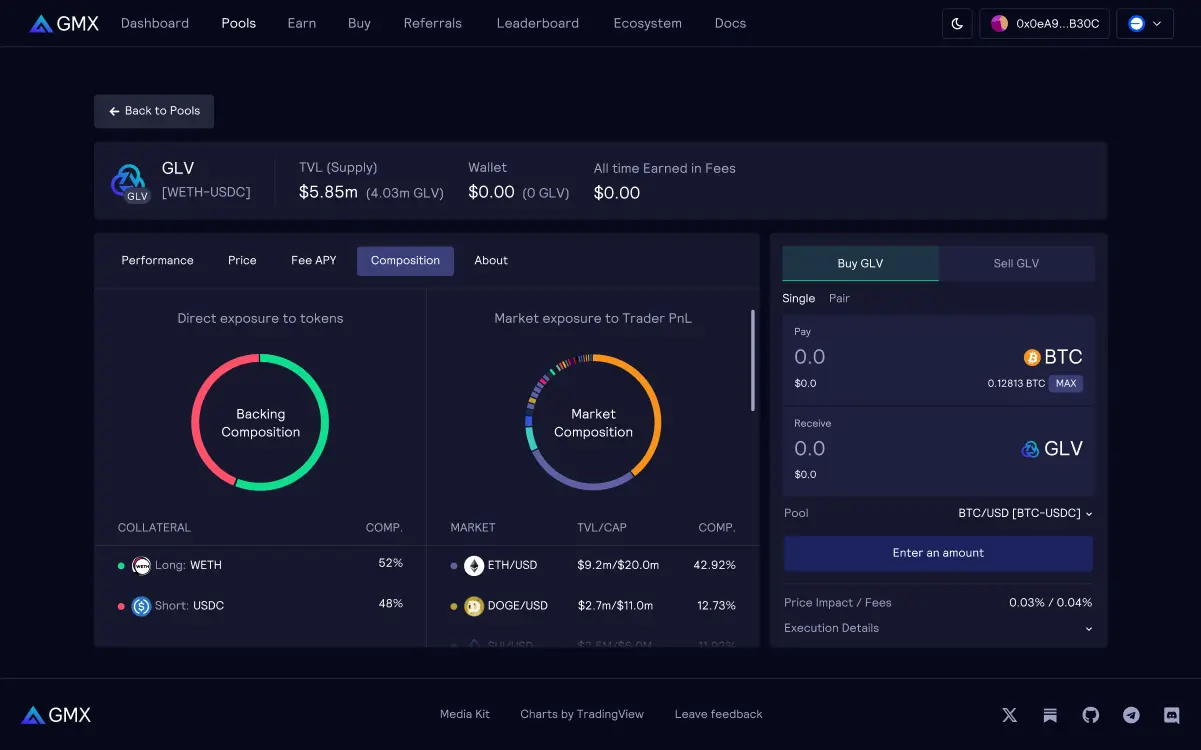 GMX Dashboard Pools Earn Buy Referrals Leaderboard Ecosystem Docs 0x0eA9...B30C
← Back to Pools
GLV
GLV
[WETH-USDC]
TVL (Supply)
$5.85m (4.03m GLV)
Wallet
$0.00 (0 GLV)
All time Earned in Fees
$0.00
Performance Price Fee APY Composition About
Direct exposure to tokens
Backing
Composition
COLLATERAL COMP.
Long: WETH 52%
Short: USDC 48%
Market exposure to Trader PnL
Market
Composition
MARKET TVL/CAP COMP.
ETH/USD $9.2m/$20.0m 42.92%
DOGE/USD $2.7m/$11.0m 12.73%
SUI/USD
Buy GLV Sell GLV
Single Pair
Pay
0.0 BTC
$0.0 0.12813 BTC MAX
Receive
0.0 GLV
$0.0
Pool BTC/USD [BTC-USDC]
Enter an amount
Price Impact / Fees 0.03% / 0.04%
Execution Details
GMX Media Kit Charts by TradingView Leave feedback